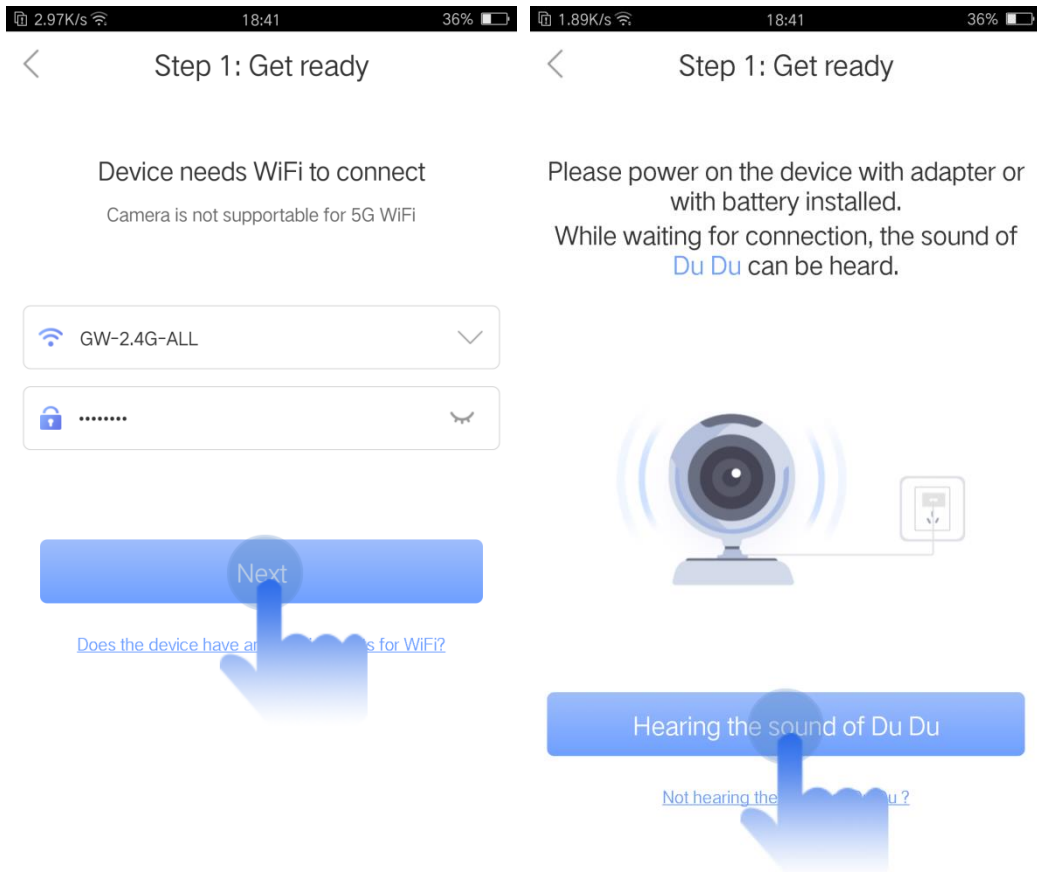 2.97K/s 18:41 36%
Step 1: Get ready
Device needs WiFi to connect
Camera is not supportable for 5G WiFi
GW-2.4G-ALL
••••••••
Next
Does the device have s for WiFi?
1.89K/s 18:41 36%
Step 1: Get ready
Please power on the device with adapter or
with battery installed.
While waiting for connection, the sound of
Du Du can be heard.
Hearing the sound of Du Du
Not hearing the u ?